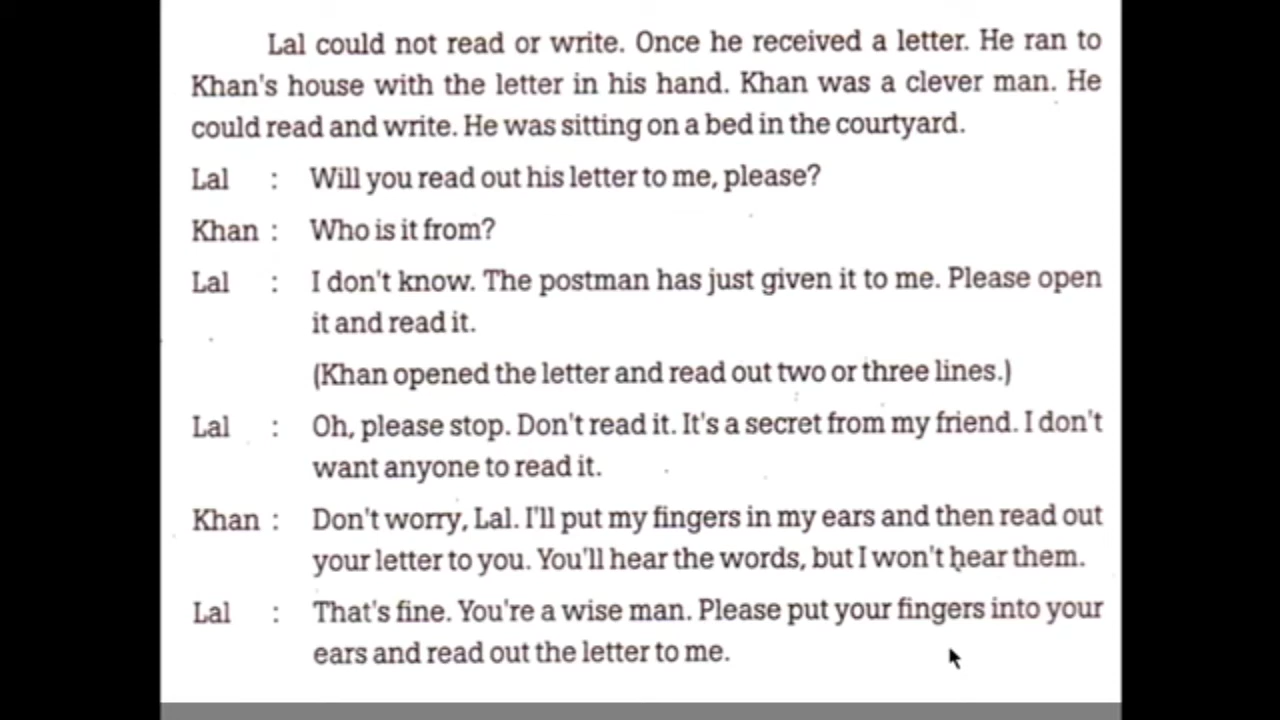 Lal could not read or write. Once he received a letter. He ran to
Khan's house with the letter in his hand. Khan was a clever man. He
could read and write. He was sitting on a bed in the courtyard.
Lal : Will you read out his letter to me, please?
Khan : Who is it from?
Lal : I don't know. The postman has just given it to me. Please open
it and read it.
(Khan opened the letter and read out two or three lines.)
Lal : Oh, please stop. Don't read it. It's a secret from my friend. I don't
want anyone to read it.
Khan : Don't worry, Lal. I'll put my fingers in my ears and then read out
your letter to you. You'll hear the words, but I won't hear them.
Lal : That's fine. You're a wise man. Please put your fingers into your
ears and read out the letter to me.